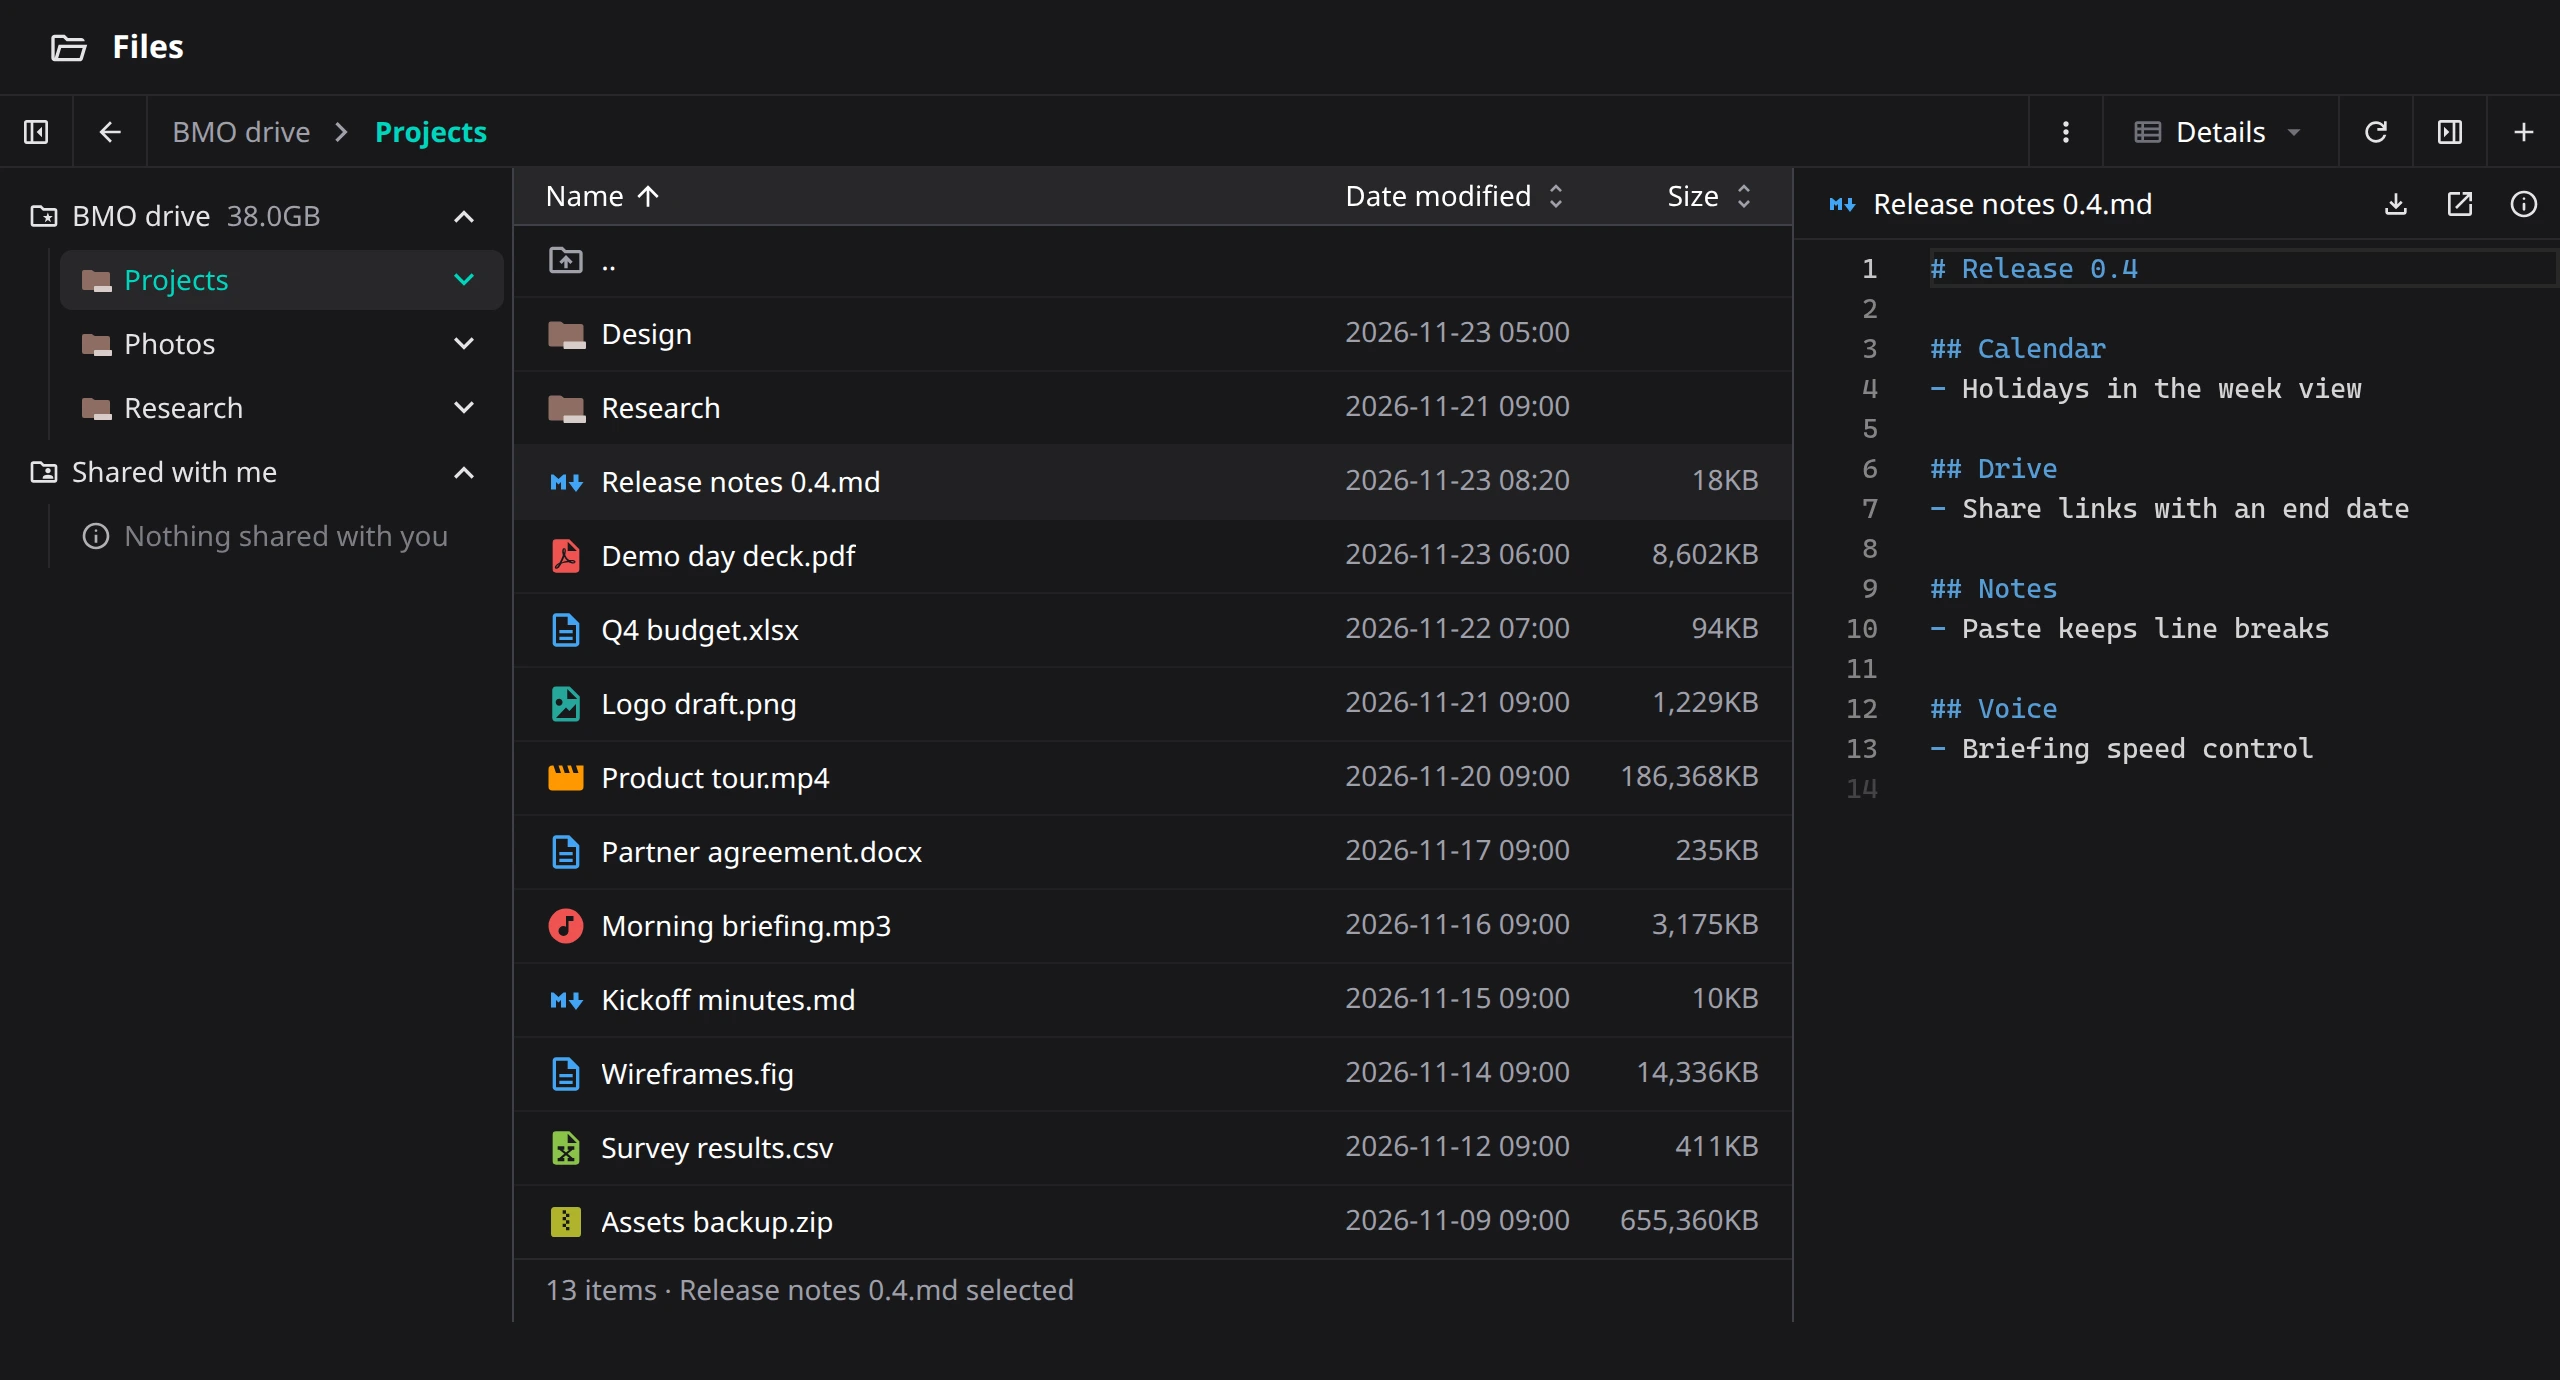 Files
BMO drive > Projects
Details
BMO drive 38.0GB
Projects
Photos
Research
Shared with me
Nothing shared with you
Name Date modified Size
..
Design 2026-11-23 05:00
Research 2026-11-21 09:00
Release notes 0.4.md 2026-11-23 08:20 18KB
Demo day deck.pdf 2026-11-23 06:00 8,602KB
Q4 budget.xlsx 2026-11-22 07:00 94KB
Logo draft.png 2026-11-21 09:00 1,229KB
Product tour.mp4 2026-11-20 09:00 186,368KB
Partner agreement.docx 2026-11-17 09:00 235KB
Morning briefing.mp3 2026-11-16 09:00 3,175KB
Kickoff minutes.md 2026-11-15 09:00 10KB
Wireframes.fig 2026-11-14 09:00 14,336KB
Survey results.csv 2026-11-12 09:00 411KB
Assets backup.zip 2026-11-09 09:00 655,360KB
13 items · Release notes 0.4.md selected
Release notes 0.4.md
1 # Release 0.4
2
3 ## Calendar
4 - Holidays in the week view
5
6 ## Drive
7 - Share links with an end date
8
9 ## Notes
10 - Paste keeps line breaks
11
12 ## Voice
13 - Briefing speed control
14